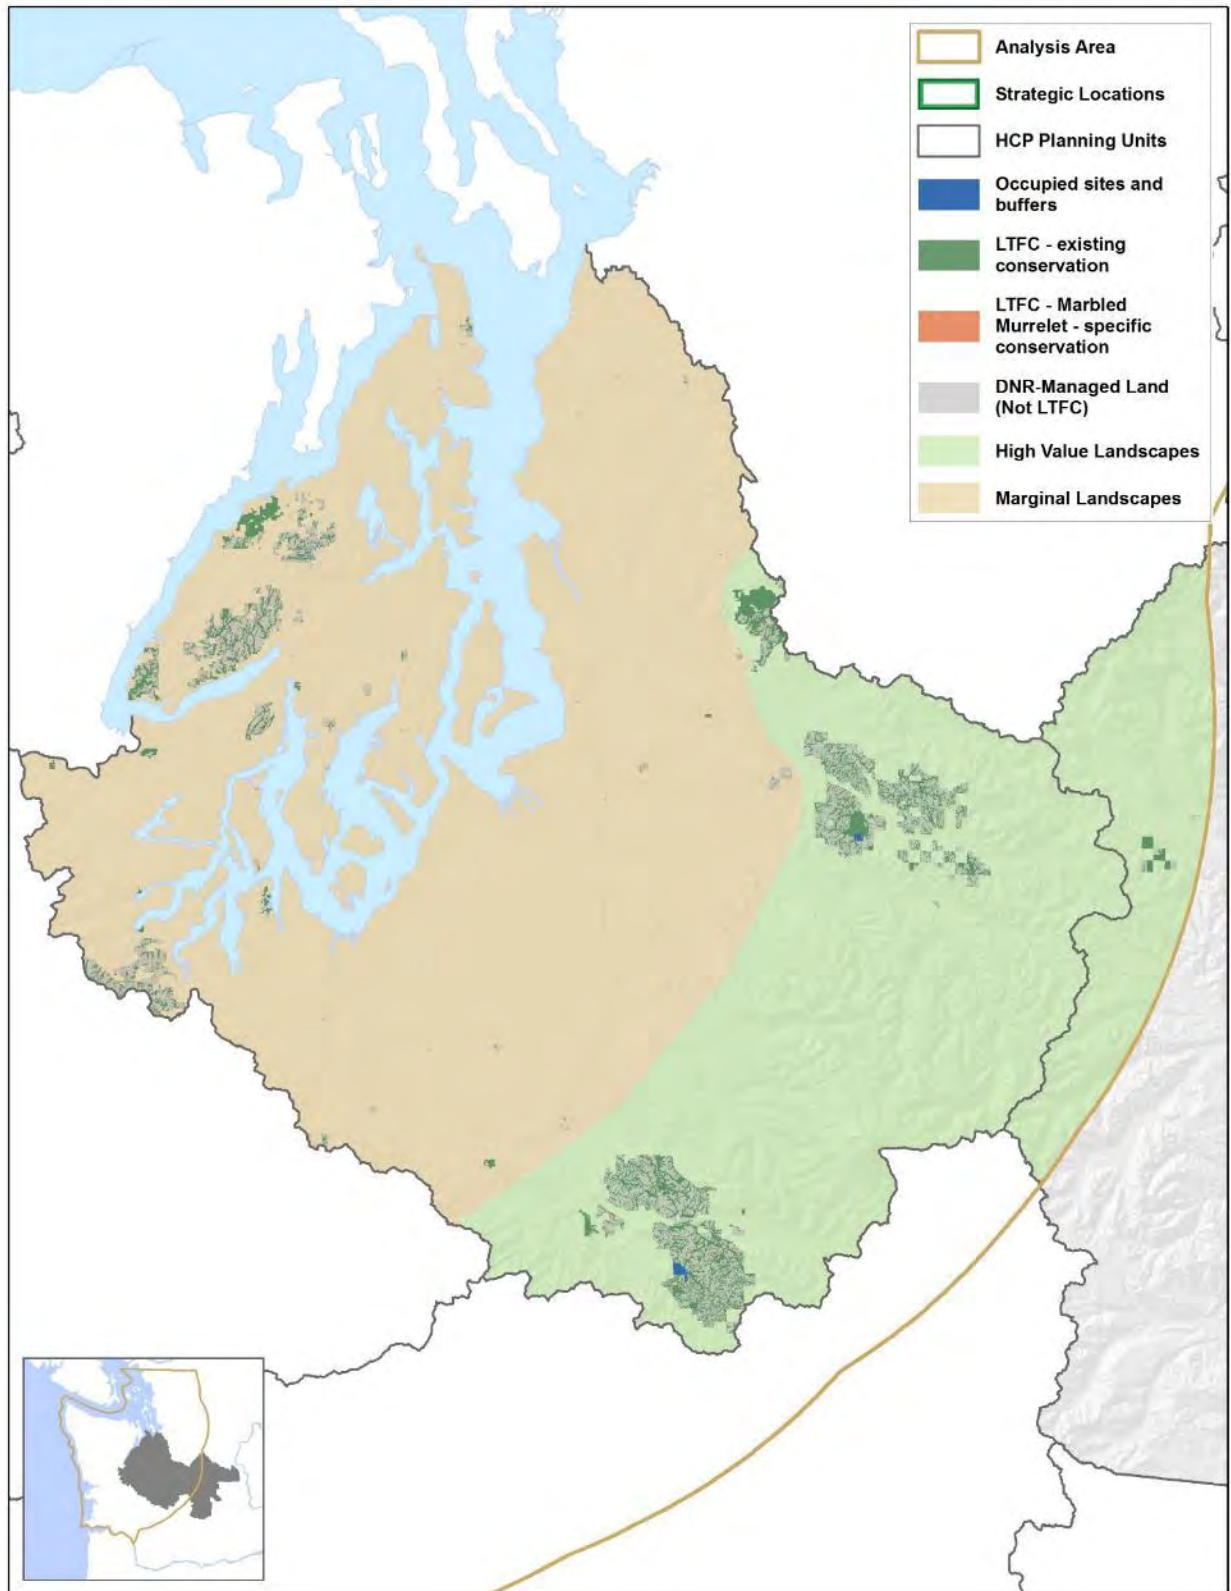 Analysis Area
Strategic Locations
HCP Planning Units
Occupied sites and
buffers
LTFC - existing
conservation
LTFC - Marbled
Murrelet - specific
conservation
DNR-Managed Land
(Not LTFC)
High Value Landscapes
Marginal Landscapes